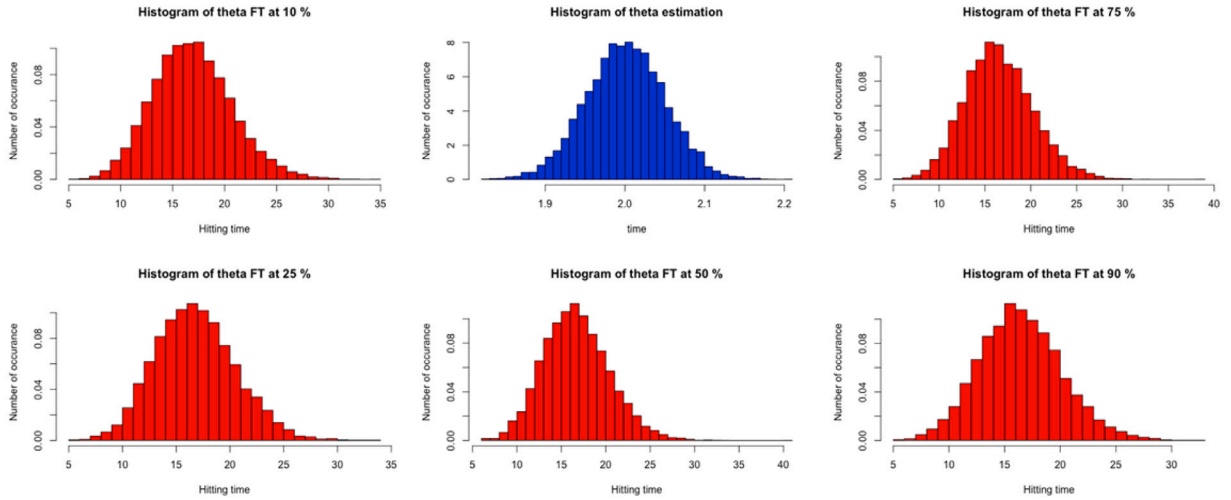 Histogram of theta FT at 10 %
Number of occurance
0.00 0.04 0.08
5 10 15 20 25 30 35
Hitting time
Histogram of theta estimation
Number of occurance
0 2 4 6 8
1.9 2.0 2.1 2.2
time
Histogram of theta FT at 75 %
Number of occurance
0.00 0.04 0.08
5 10 15 20 25 30 35 40
Hitting time
Histogram of theta FT at 25 %
Number of occurance
0.00 0.04 0.08
5 10 15 20 25 30 35
Hitting time
Histogram of theta FT at 50 %
Number of occurance
0.00 0.04 0.08
10 15 20 25 30 35 40
Hitting time
Histogram of theta FT at 90 %
Number of occurance
0.00 0.04 0.08
5 10 15 20 25 30
Hitting time